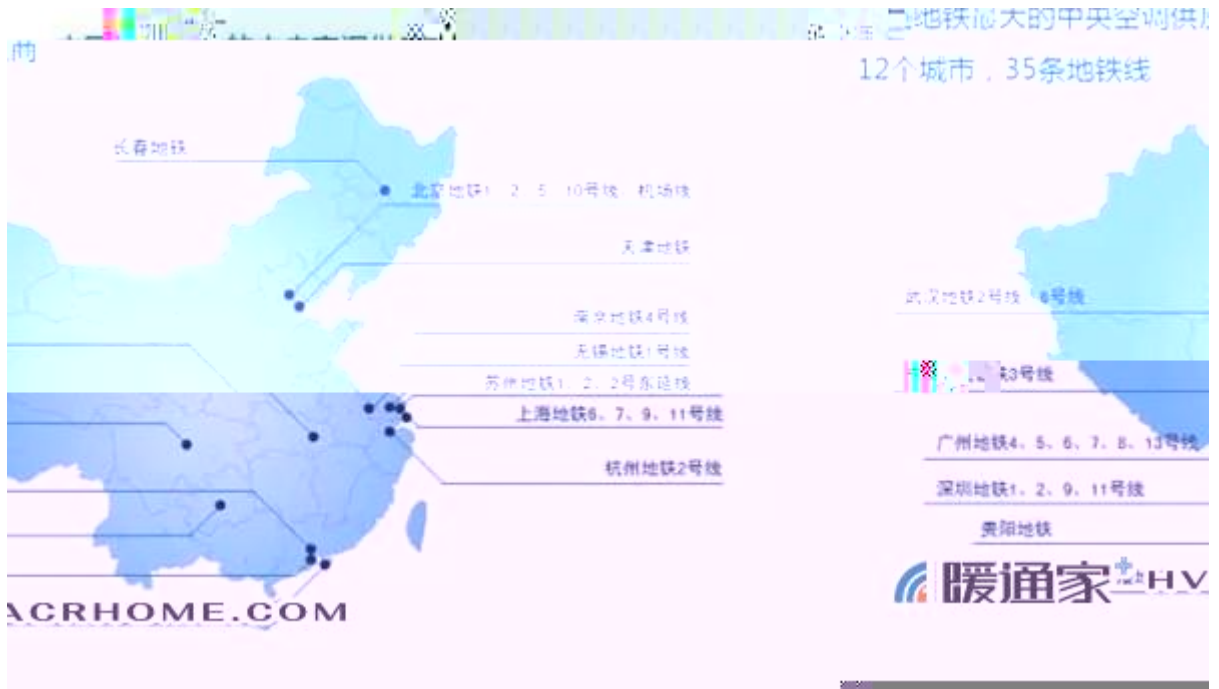 地铁最大的中央空调供应
商
12个城市，35条地铁线
长春地铁
北京地铁1、2、5、10号线、机场线
天津地铁
南京地铁4号线
无锡地铁1号线
苏州地铁1、2、2号东延线
上海地铁6、7、9、11号线
杭州地铁2号线
武汉地铁2号线、6号线
铁3号线
广州地铁4、5、6、7、8、13号线
深圳地铁1、2、9、11号线
贵阳地铁
暖通家 HV
ACRHOME.COM